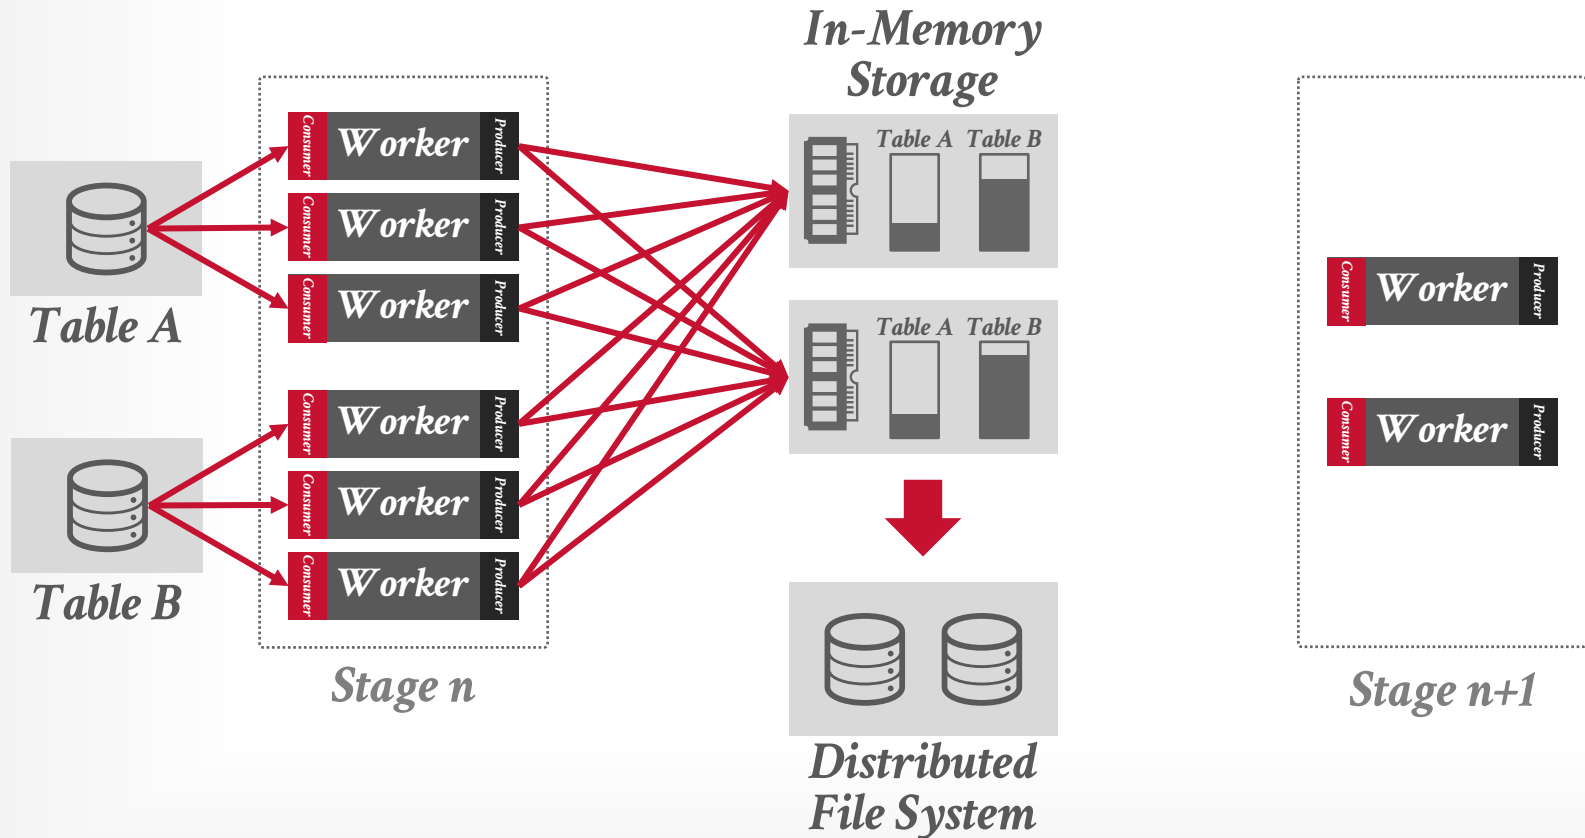 In-Memory
Storage
Consumer Worker Producer
Consumer Worker Producer
Consumer Worker Producer
Table A
Consumer Worker Producer
Consumer Worker Producer
Consumer Worker Producer
Table B
Stage n
Table A Table B
Table A Table B
Distributed
File System
Consumer Worker Producer
Consumer Worker Producer
Stage n+1